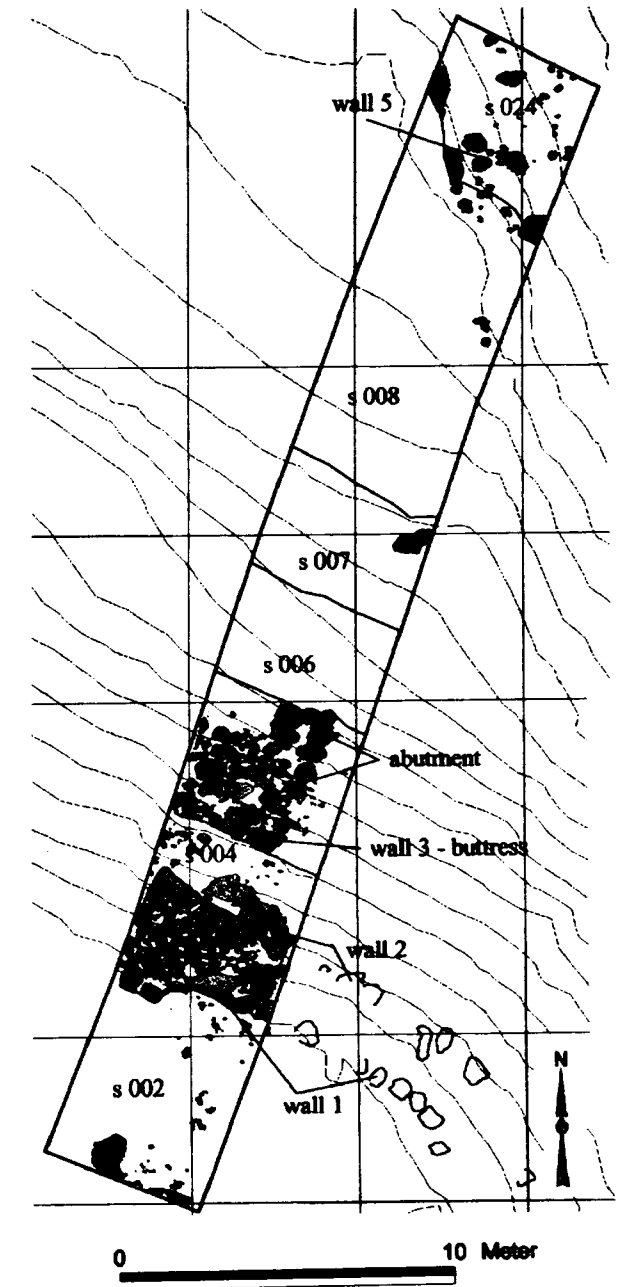 wall 5
s 024
s 008
s 007
s 006
abutment
wall 3 - buttress
s 004
wall 2
N
s 002
wall 1
0 10 Meter